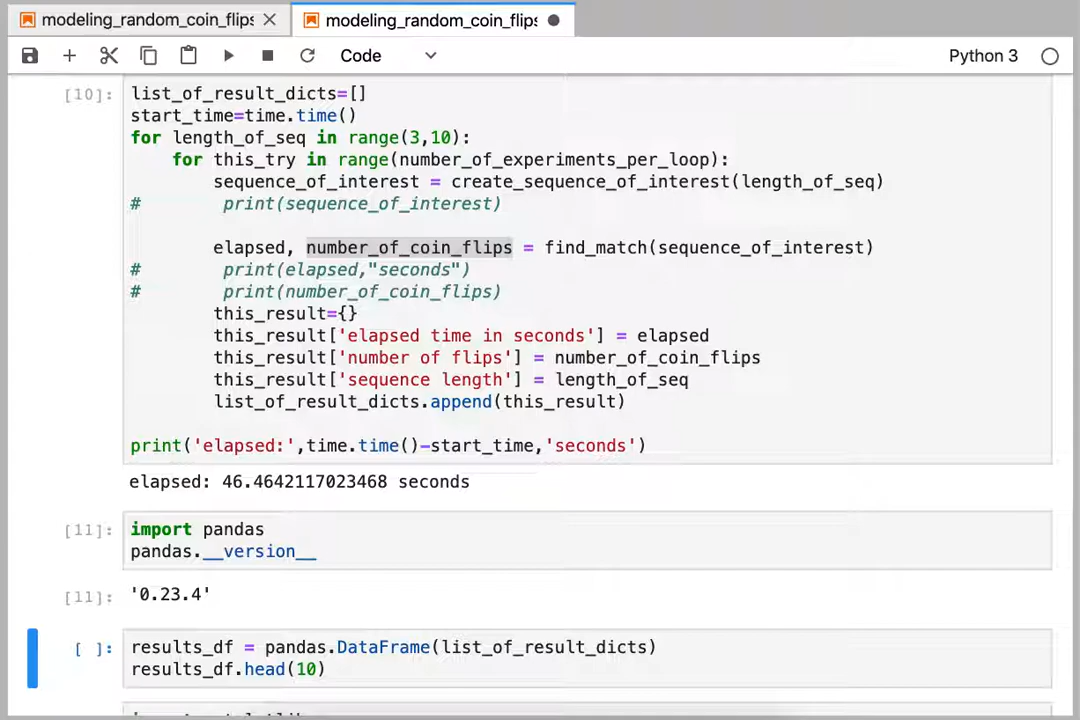 modeling_random_coin_flips
modeling_random_coin_flips
Code
Python 3
[10]:
list_of_result_dicts=[]
start_time=time.time()
for length_of_seq in range(3,10):
    for this_try in range(number_of_experiments_per_loop):
        sequence_of_interest = create_sequence_of_interest(length_of_seq)
#        print(sequence_of_interest)
        elapsed, number_of_coin_flips = find_match(sequence_of_interest)
#        print(elapsed,"seconds")
#        print(number_of_coin_flips)
        this_result={}
        this_result['elapsed time in seconds'] = elapsed
        this_result['number of flips'] = number_of_coin_flips
        this_result['sequence length'] = length_of_seq
        list_of_result_dicts.append(this_result)
print('elapsed:',time.time()-start_time,'seconds')
elapsed: 46.4642117023468 seconds
[11]:
import pandas
pandas.__version__
[11]:
'0.23.4'
[ ]:
results_df = pandas.DataFrame(list_of_result_dicts)
results_df.head(10)